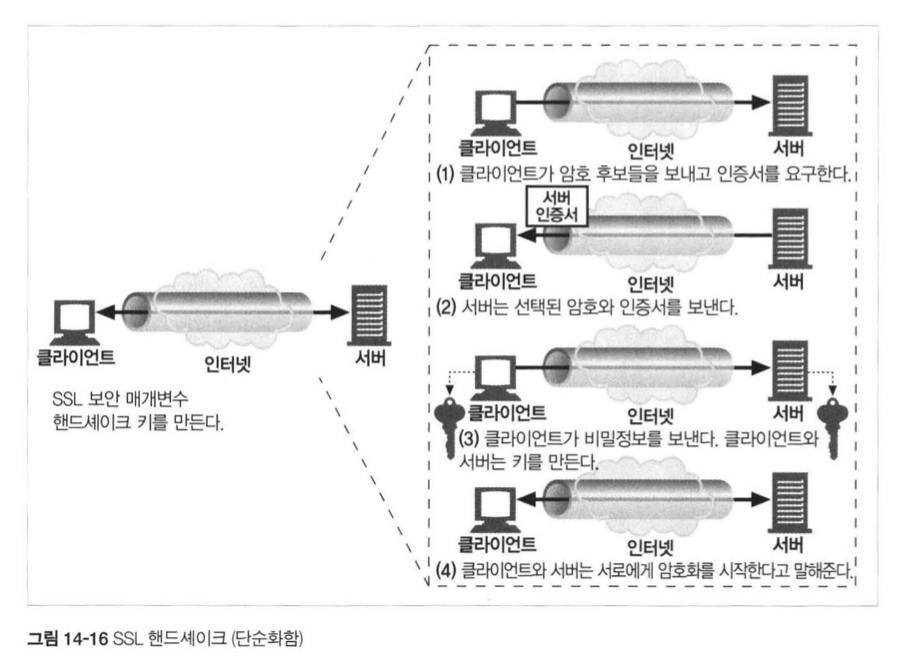 클라이언트
인터넷
서버
SSL 보안 매개변수
핸드셰이크 키를 만든다.
클라이언트
인터넷
서버
(1) 클라이언트가 암호 후보들을 보내고 인증서를 요구한다.
서버
인증서
클라이언트
인터넷
서버
(2) 서버는 선택된 암호와 인증서를 보낸다.
클라이언트
인터넷
서버
(3) 클라이언트가 비밀정보를 보낸다. 클라이언트와
서버는 키를 만든다.
클라이언트
인터넷
서버
(4) 클라이언트와 서버는 서로에게 암호화를 시작한다고 말해준다.
그림 14-16 SSL 핸드셰이크 (단순화함)